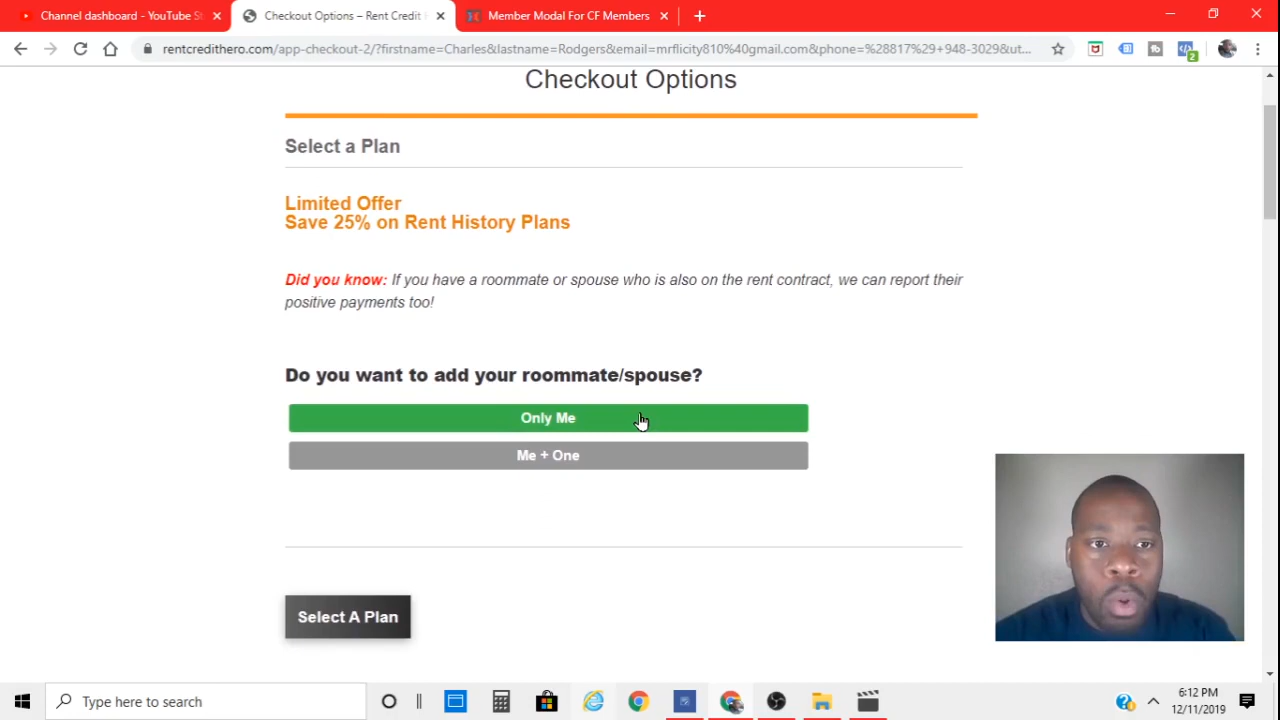 Channel dashboard - YouTube St
Checkout Options – Rent Credit H
Member Modal For CF Members
rentcredithero.com/app-checkout-2/?firstname=Charles&lastname=Rodgers&email=mrflicity810%40gmail.com&phone=%28817%29+948-3029&ut...
2
Checkout Options
Select a Plan
Limited Offer
Save 25% on Rent History Plans
Did you know: If you have a roommate or spouse who is also on the rent contract, we can report their
positive payments too!
Do you want to add your roommate/spouse?
Only Me
Me + One
Select A Plan
Type here to search
6:12 PM
12/11/2019